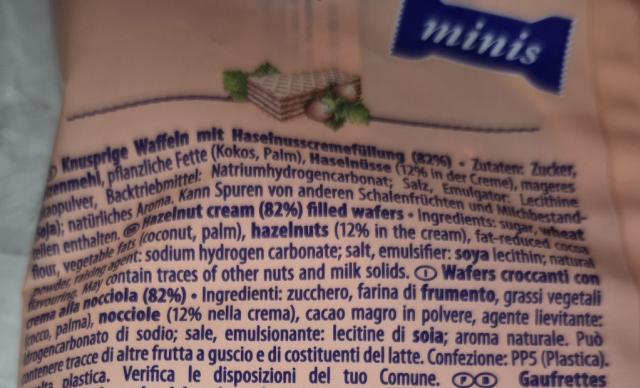 minis
Knusprige Waffeln mit Haselnusscremefüllung (82%) • Zutaten: Zucker,
pflanzliche Fette (Kokos, Palm), Haselnüsse (12% in der Creme), mageres
Backtriebmittel: Natriumhydrogencarbonat; Salz, Emulgator: Lecithine
natürliches Aroma. Kann Spuren von anderen Schalenfrüchten und Milchbestand-
enthalten. Hazelnut cream (82%) filled wafers • Ingredients: sugar, wheat
flour, vegetable fats (coconut, palm), hazelnuts (12% in the cream), fat-reduced cocoa
powder, raising agent: sodium hydrogen carbonate; salt, emulsifier: soya lecithin; natural
flavouring. May contain traces of other nuts and milk solids. I Wafers croccanti con
crema alla nocciola (82%) • Ingredienti: zucchero, farina di frumento, grassi vegetali
palma), nocciole (12% nella crema), cacao magro in polvere, agente lievitante:
di sodio; sale, emulsionante: lecitine di soia; aroma naturale. Può
tracce di altre frutta a guscio e di costituenti del latte. Confezione: PP5 (Plastica).
plastica. Verifica le disposizioni del tuo Comune. Gaufrettes